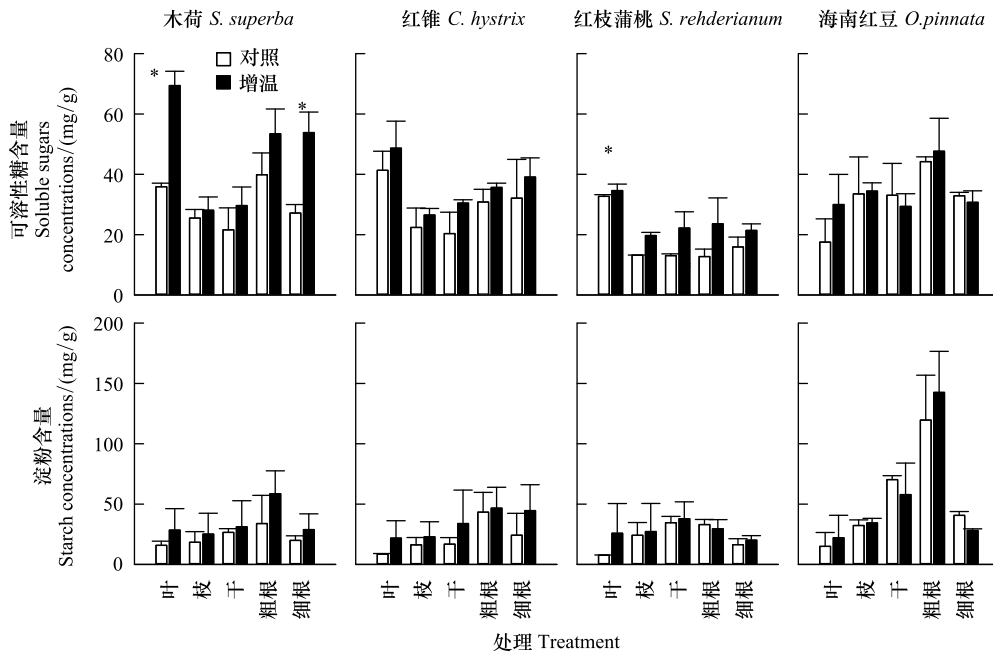 木荷 S. superba
红锥 C. hystrix
红枝蒲桃 S. rehderianum
海南红豆 O.pinnata
对照
增温
*
*
*
可溶性糖含量
Soluble sugars
concentrations/(mg/g)
80
60
40
20
0
淀粉含量
Starch concentrations/(mg/g)
200
150
100
50
0
叶 枝 干 粗根 细根
叶 枝 干 粗根 细根
叶 枝 干 粗根 细根
叶 枝 干 粗根 细根
处理 Treatment